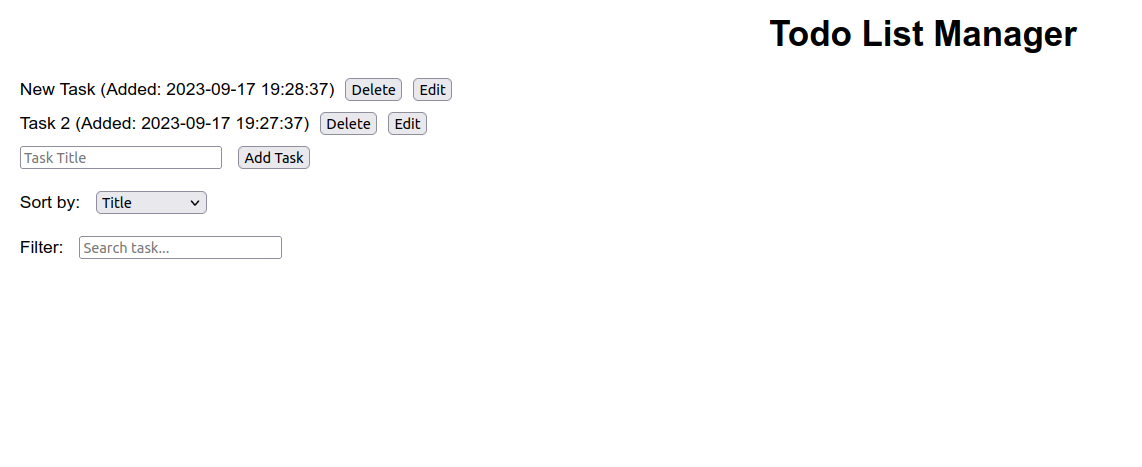 Todo List Manager
New Task (Added: 2023-09-17 19:28:37) Delete Edit
Task 2 (Added: 2023-09-17 19:27:37) Delete Edit
Task Title Add Task
Sort by: Title
Filter: Search task...